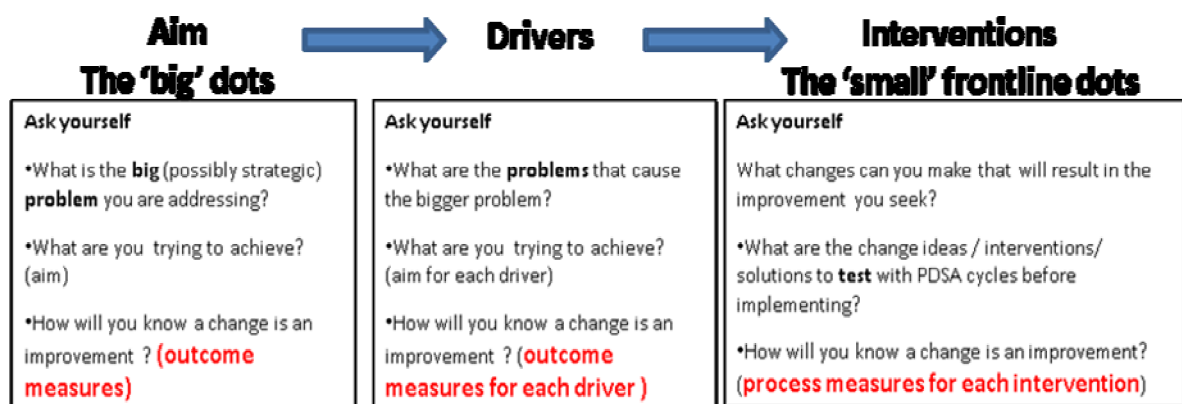 Aim
The 'big' dots
Drivers
Interventions
The 'small' frontline dots
Ask yourself
•What is the big (possibly strategic)
problem you are addressing?
•What are you trying to achieve?
(aim)
•How will you know a change is an
improvement ? (outcome
measures)
Ask yourself
•What are the problems that cause
the bigger problem?
•What are you trying to achieve?
(aim for each driver)
•How will you know a change is an
improvement ? (outcome
measures for each driver )
Ask yourself
What changes can you make that will result in the
improvement you seek?
•What are the change ideas / interventions/
solutions to test with PDSA cycles before
implementing?
•How will you know a change is an improvement?
(process measures for each intervention)